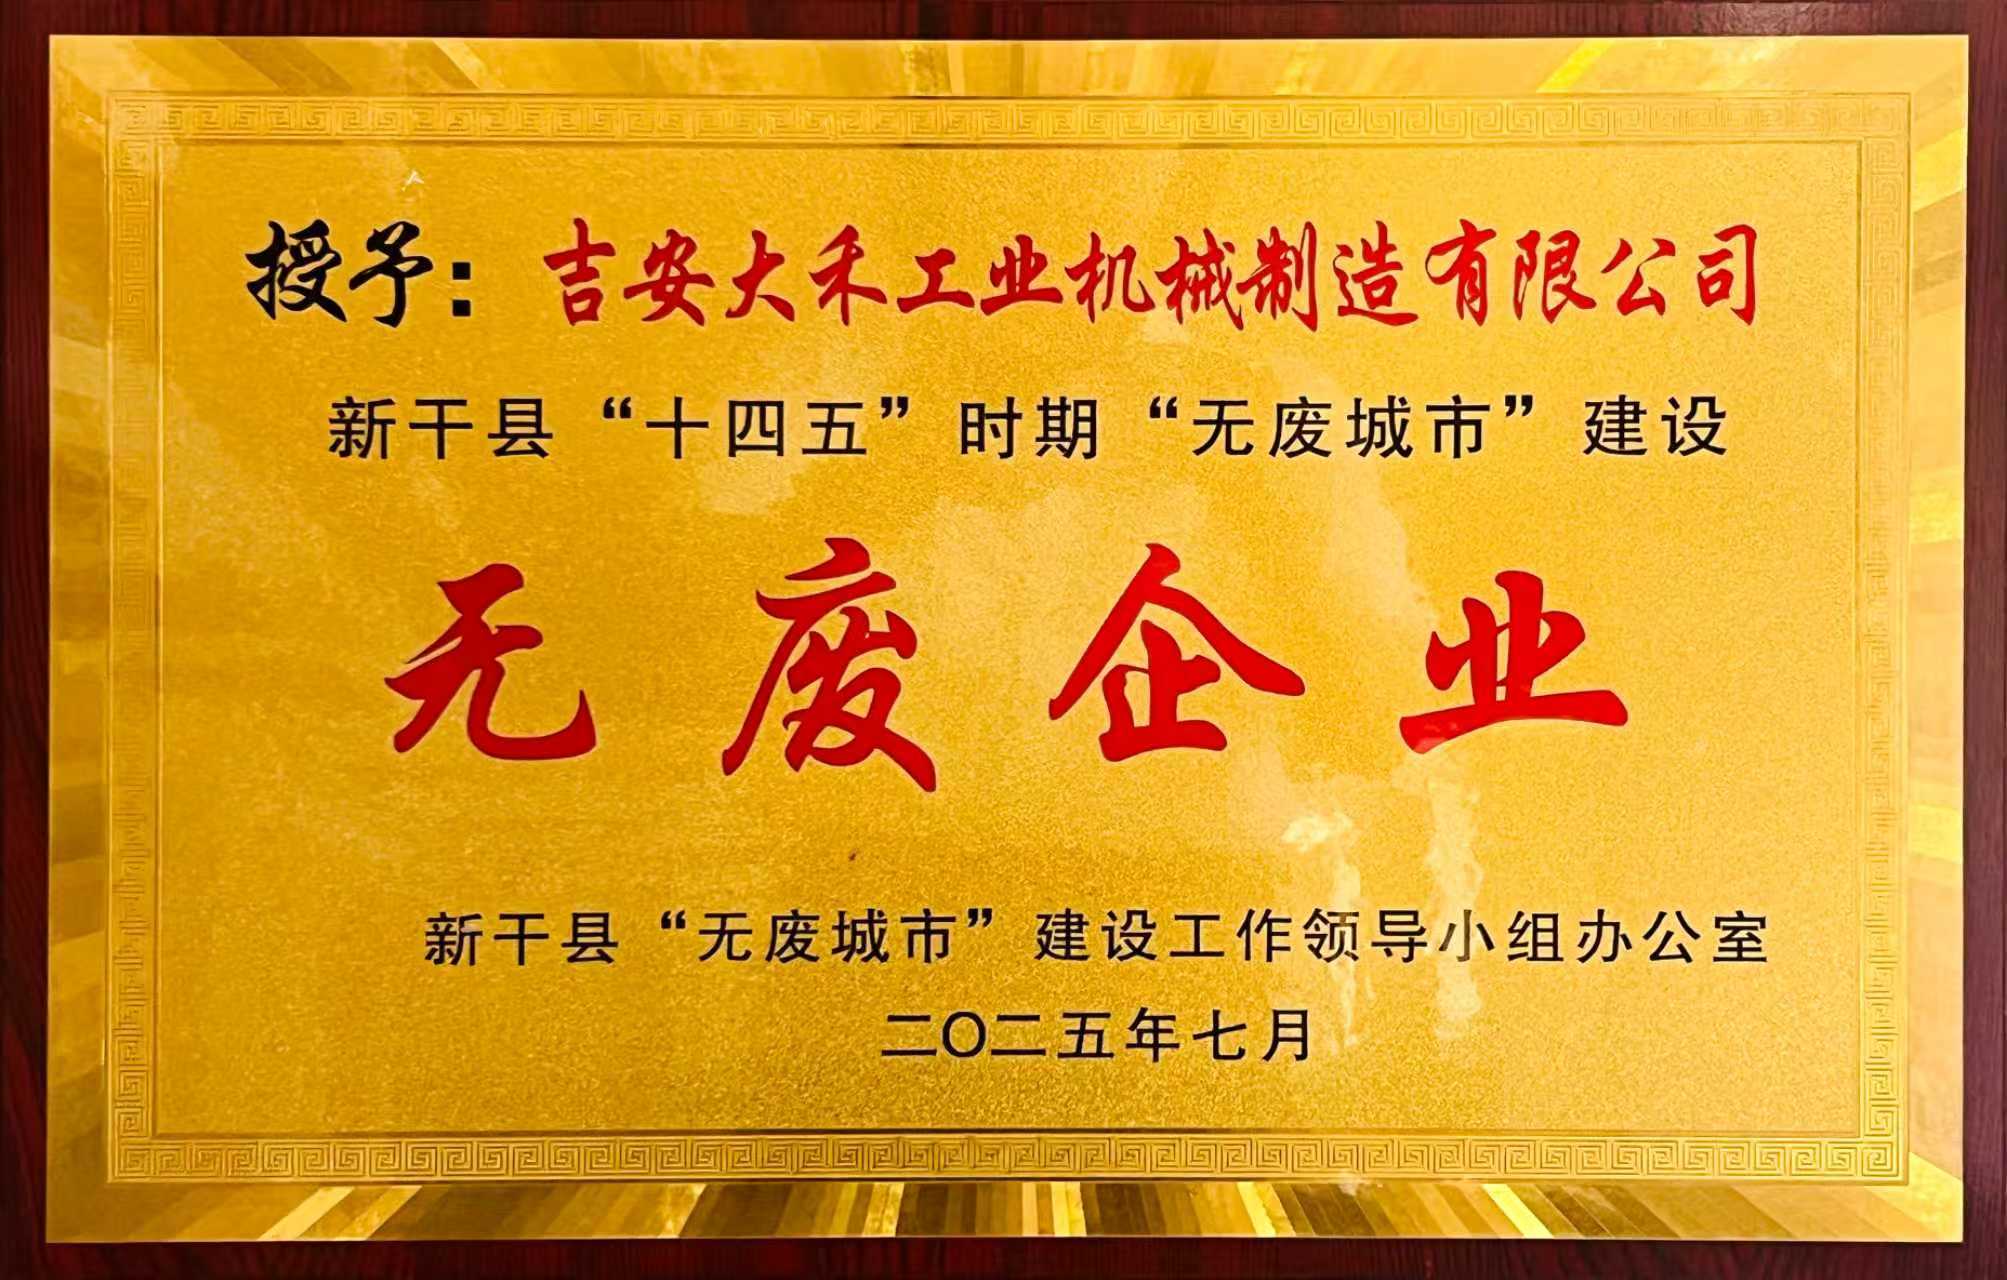 授予：吉安大禾工业机械制造有限公司
新干县“十四五”时期“无废城市”建设
无废企业
新干县“无废城市”建设工作领导小组办公室
二〇二五年七月